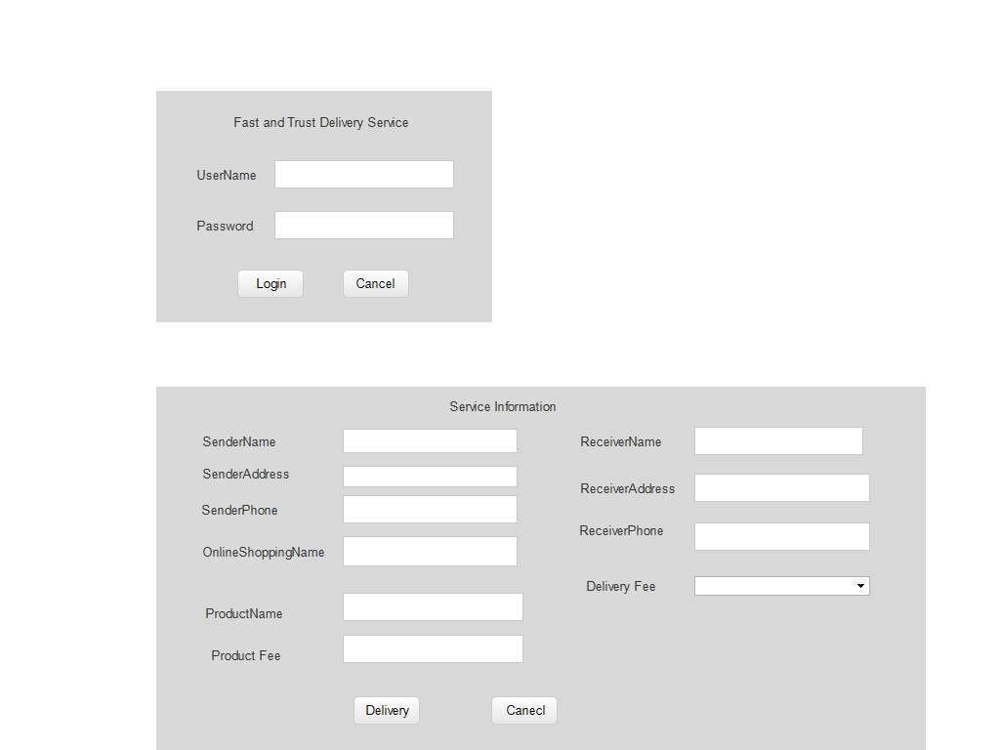 Fast and Trust Delivery Service
UserName
Password
Login Cancel
Service Information
SenderName ReceiverName
SenderAddress ReceiverAddress
SenderPhone ReceiverPhone
OnlineShoppingName Delivery Fee
ProductName
Product Fee
Delivery Canecl